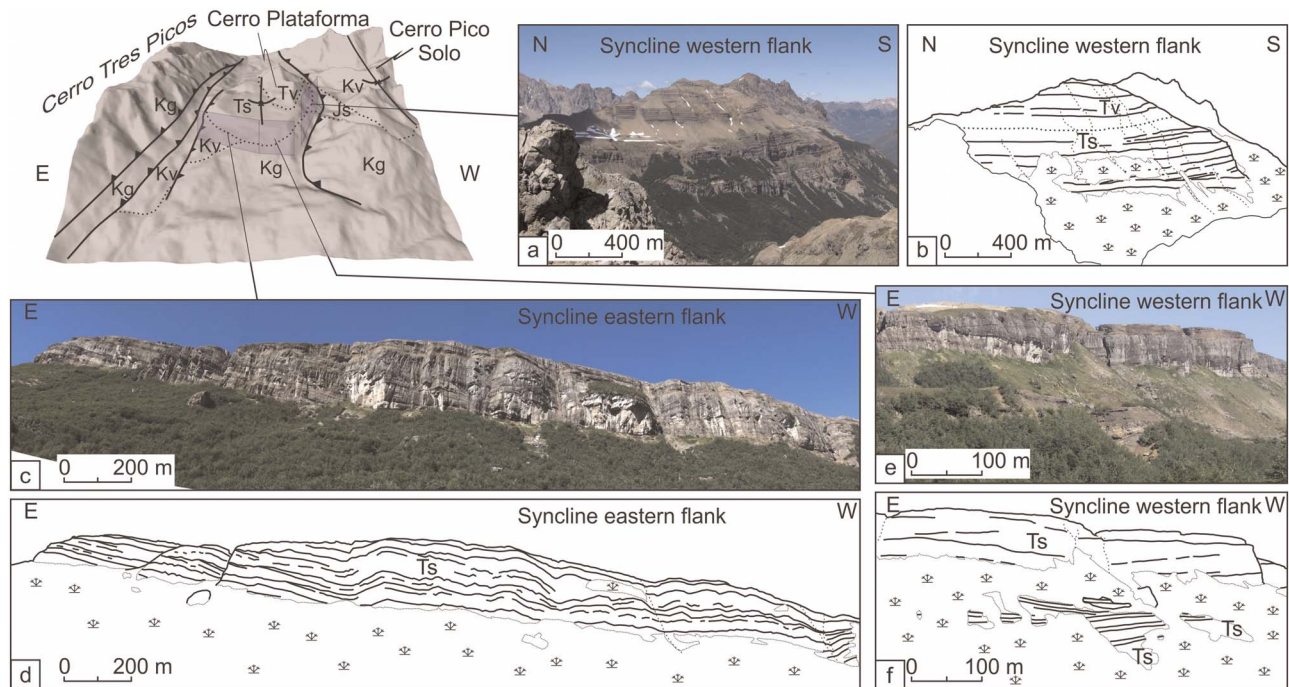 Cerro Tres Picos
Cerro Plataforma
Cerro Pico
Solo
Kg
Ts
Tv
Kv
Js
Kv
Kg
Kg
Kg
Kv
E
W
N
Syncline western flank
S
a
0
400 m
N
Syncline western flank
S
Tv
Ts
b
0
400 m
E
Syncline eastern flank
W
c
0
200 m
E
Syncline western flank
W
e
0
100 m
E
Syncline eastern flank
W
Ts
d
0
200 m
E
Syncline western flank
W
Ts
Ts
Ts
f
0
100 m